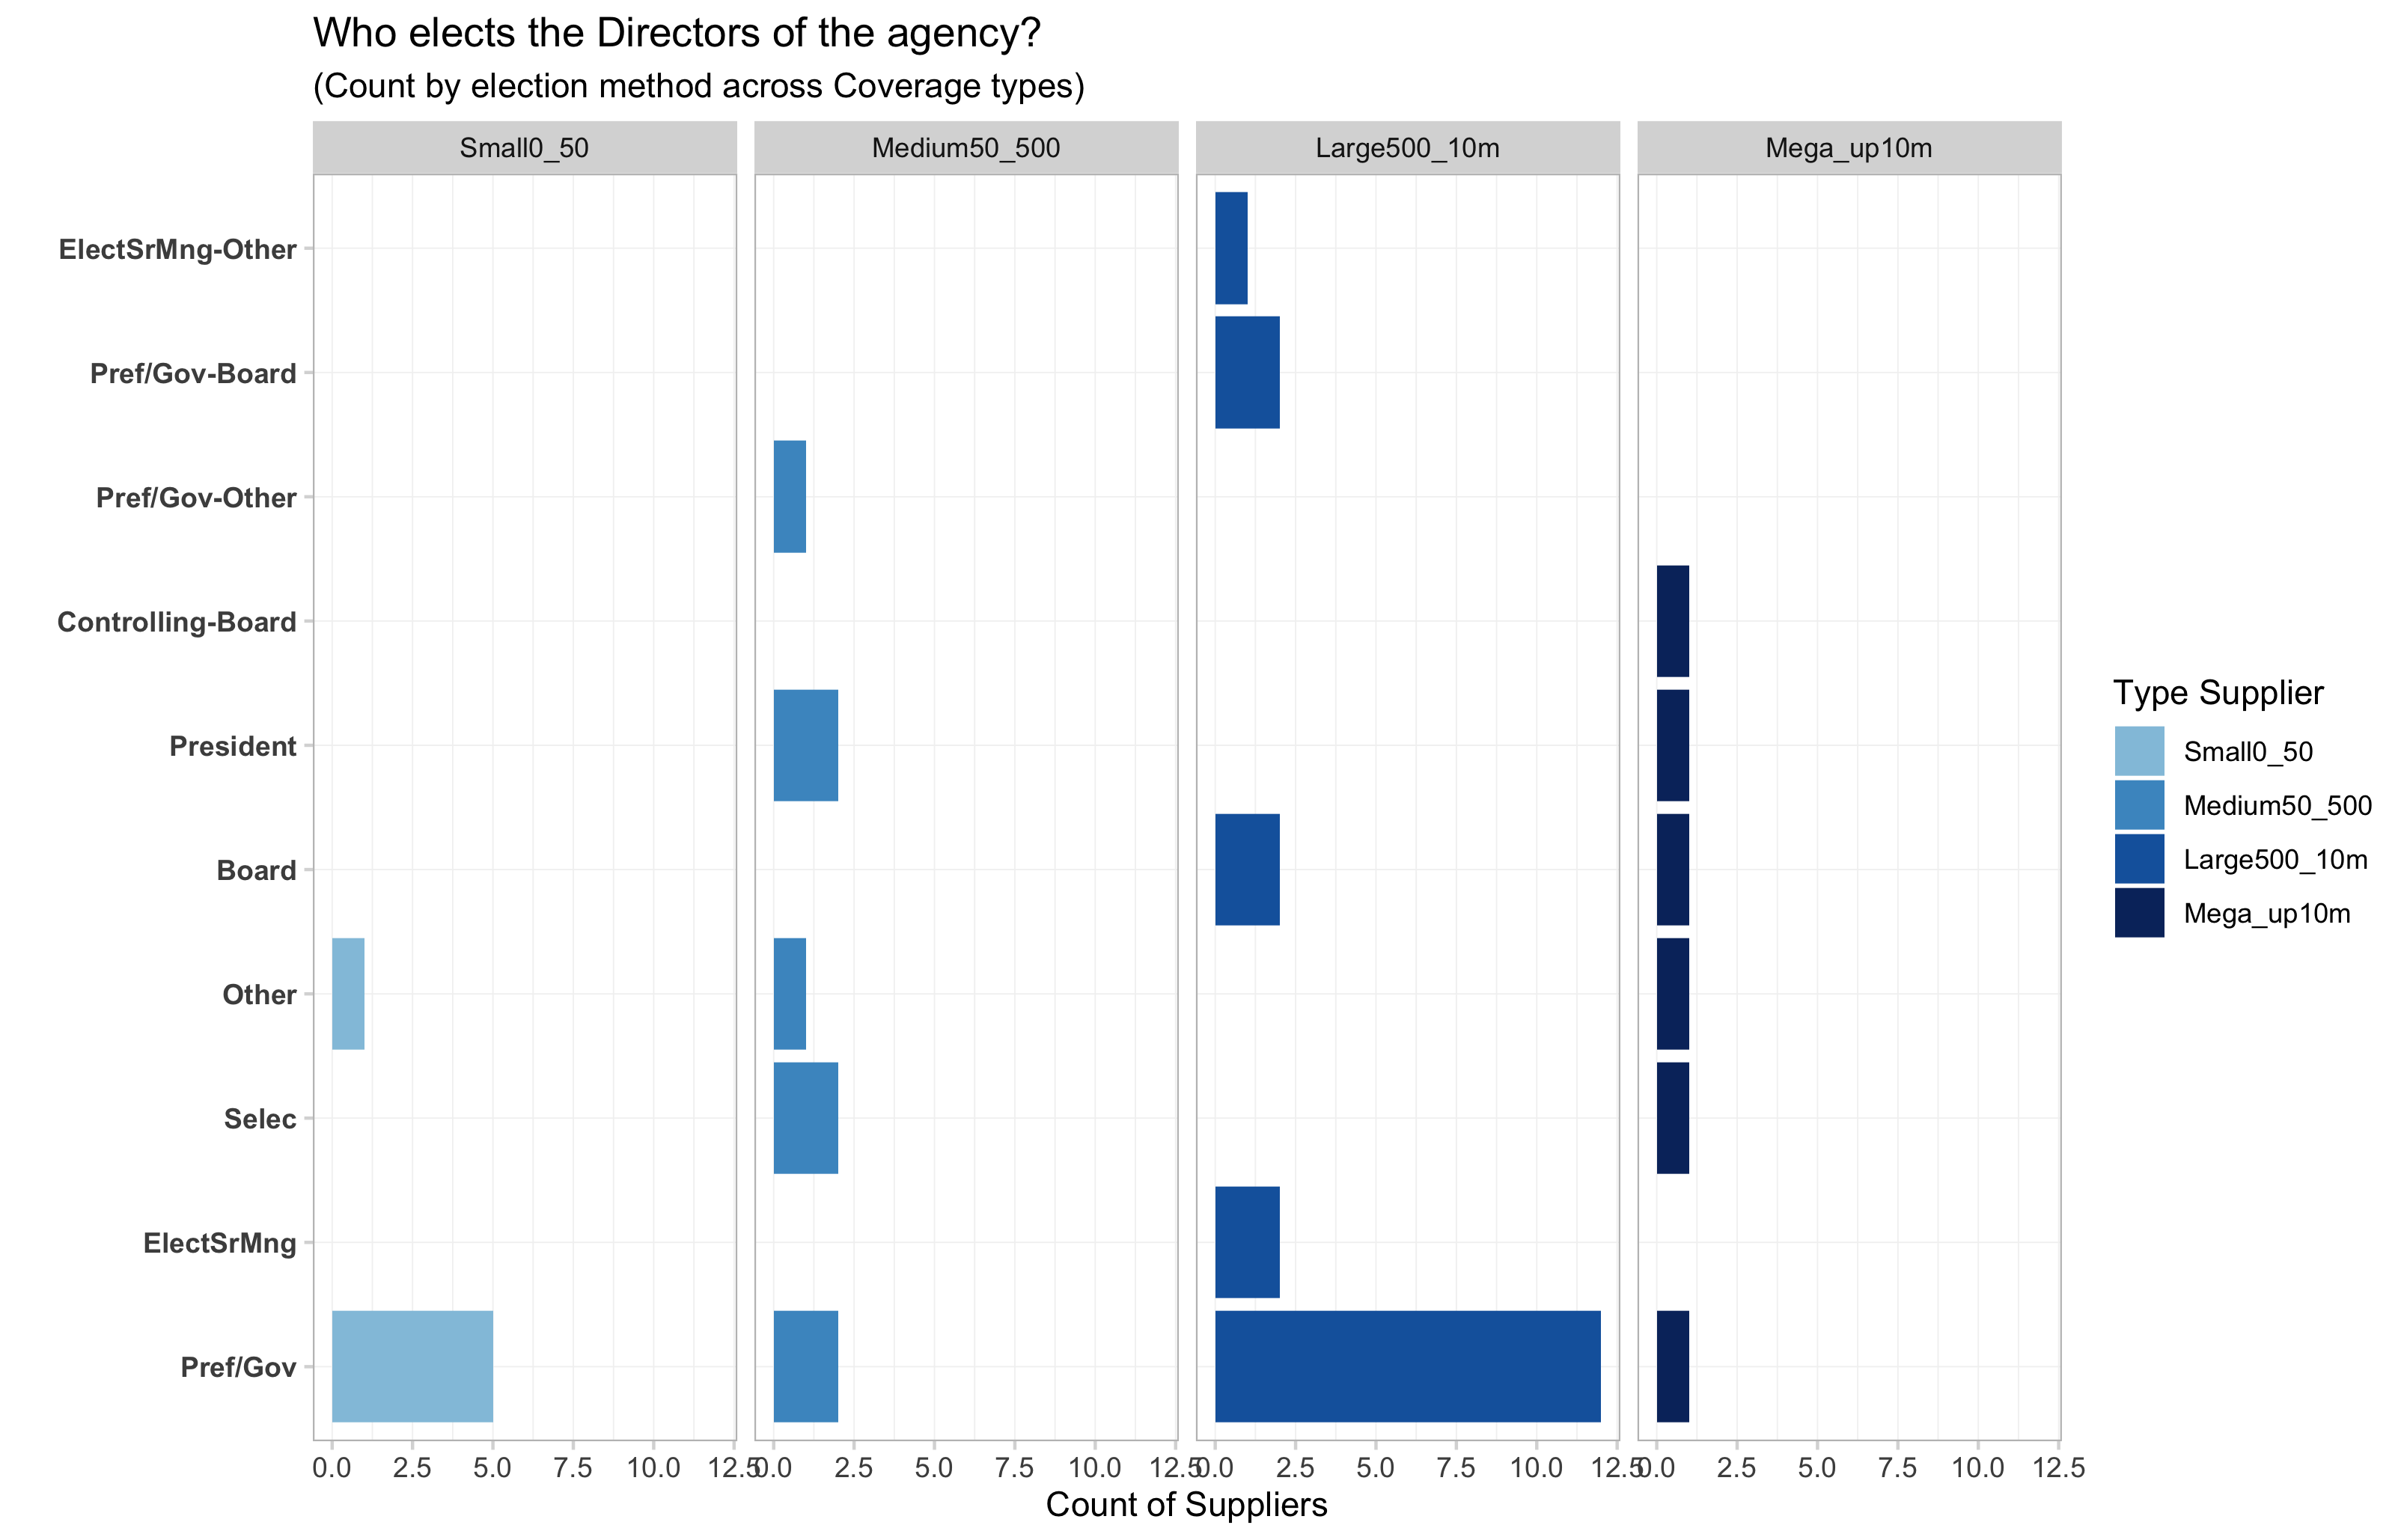 Who elects the Directors of the agency?
(Count by election method across Coverage types)
Small0_50 Medium50_500 Large500_10m Mega_up10m
ElectSrMng-Other
Pref/Gov-Board
Pref/Gov-Other
Controlling-Board
President
Board
Other
Selec
ElectSrMng
Pref/Gov
0.0 2.5 5.0 7.5 10.0 12.5 0.0 2.5 5.0 7.5 10.0 12.5 0.0 2.5 5.0 7.5 10.0 12.5 0.0 2.5 5.0 7.5 10.0 12.5
Count of Suppliers
Type Supplier
Small0_50
Medium50_500
Large500_10m
Mega_up10m